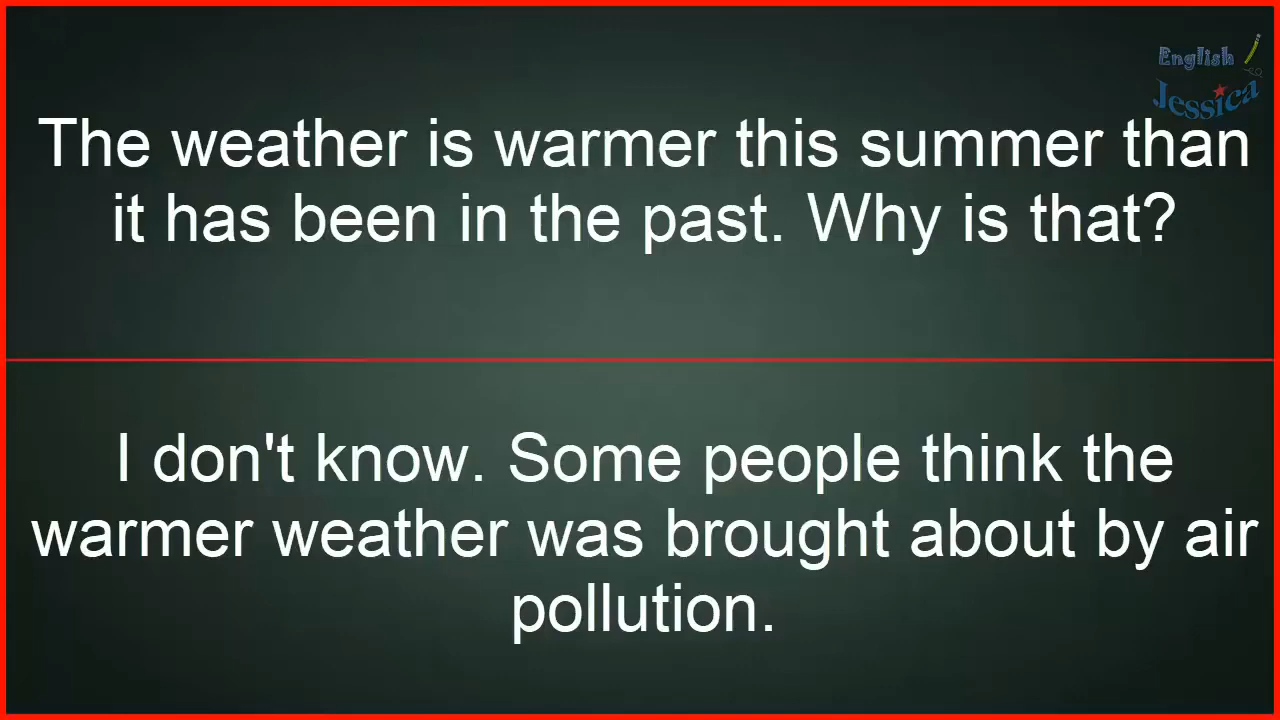 English
Jessica
The weather is warmer this summer than
it has been in the past. Why is that?
I don't know. Some people think the
warmer weather was brought about by air
pollution.